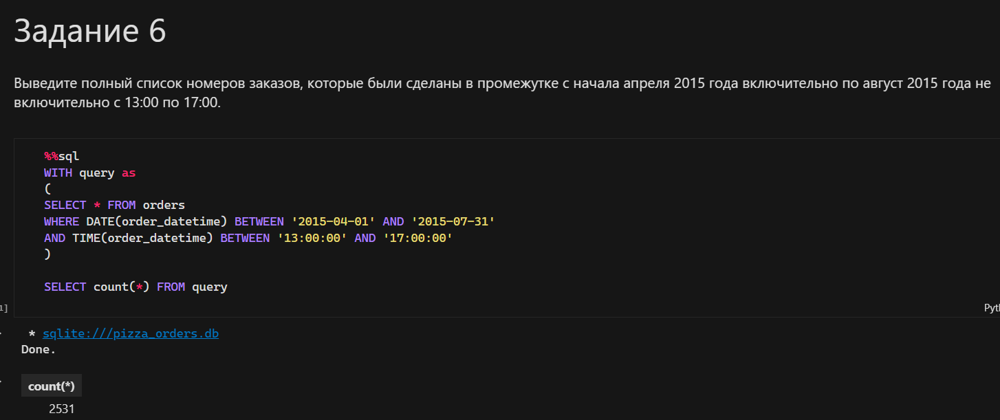 Задание 6
Выведите полный список номеров заказов, которые были сделаны в промежутке с начала апреля 2015 года включительно по август 2015 года не
включительно с 13:00 по 17:00.
%%sql
WITH query as
(
SELECT * FROM orders
WHERE DATE(order_datetime) BETWEEN '2015-04-01' AND '2015-07-31'
AND TIME(order_datetime) BETWEEN '13:00:00' AND '17:00:00'
)
SELECT count(*) FROM query
1]
Pyt
* sqlite:///pizza_orders.db
Done.
count(*)
2531